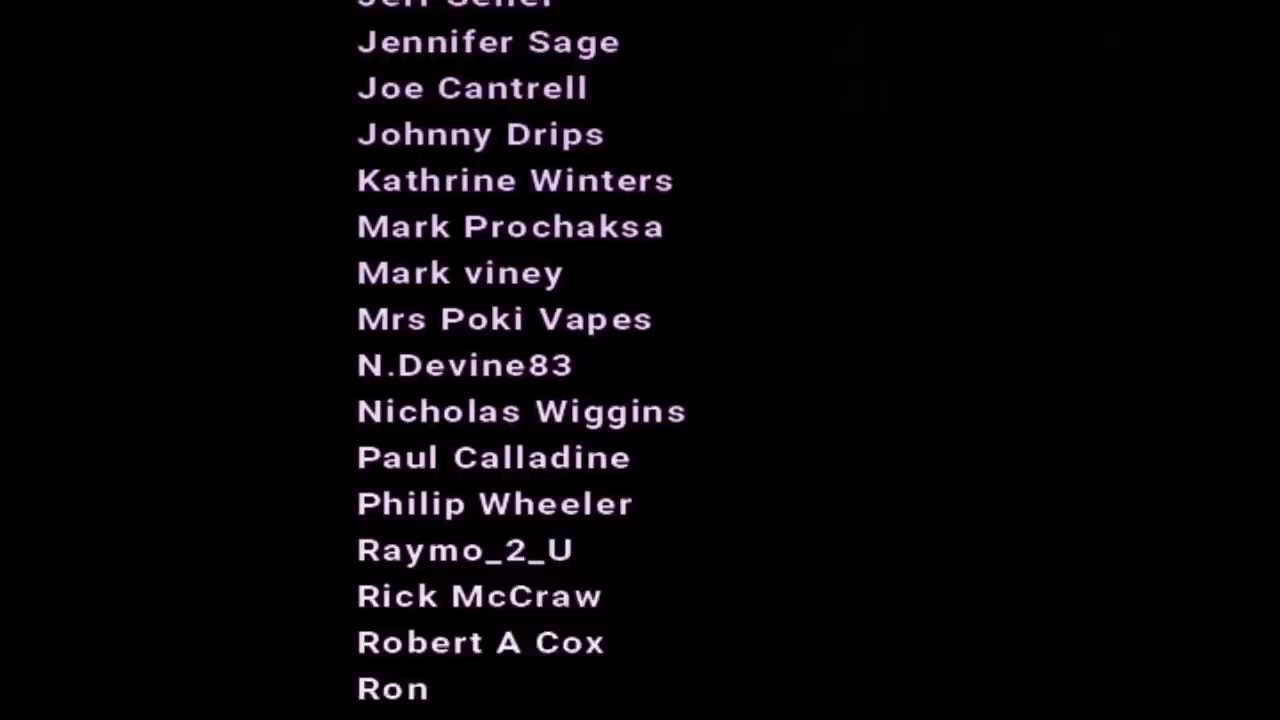 Jennifer Sage
Joe Cantrell
Johnny Drips
Kathrine Winters
Mark Prochaksa
Mark viney
Mrs Poki Vapes
N.Devine83
Nicholas Wiggins
Paul Calladine
Philip Wheeler
Raymo_2_U
Rick McCraw
Robert A Cox
Ron